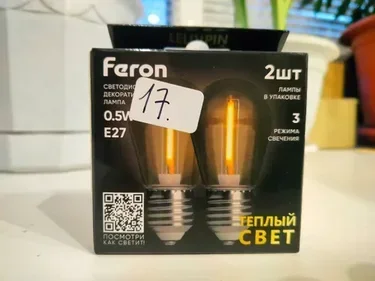 Feron
СВЕТОДИО
ДЕКОРАТИ
ЛАМПА
0.5W
E27
17.
2шт
ЛАМПЫ
В УПАКОВКЕ
3
РЕЖИМА
СВЕЧЕНИЯ
ТЕПЛЫЙ
СВЕТ
ПОСМОТРИ
КАК СВЕТИТ!